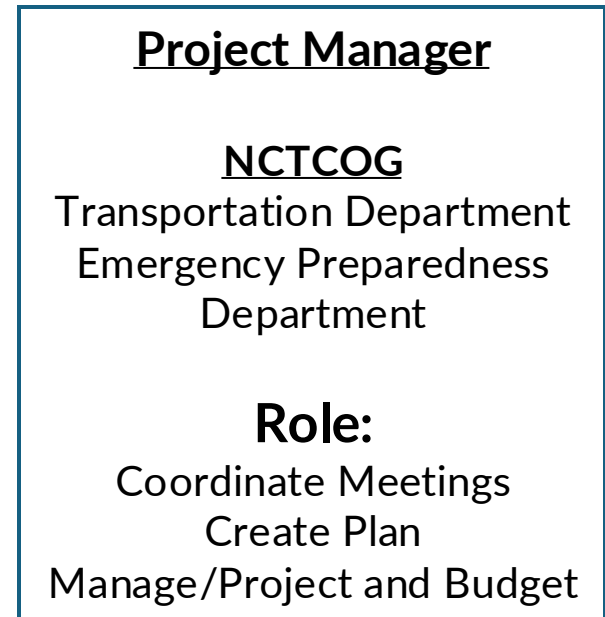 Project Manager
NCTCOG
Transportation Department
Emergency Preparedness
Department
Role:
Coordinate Meetings
Create Plan
Manage/Project and Budget